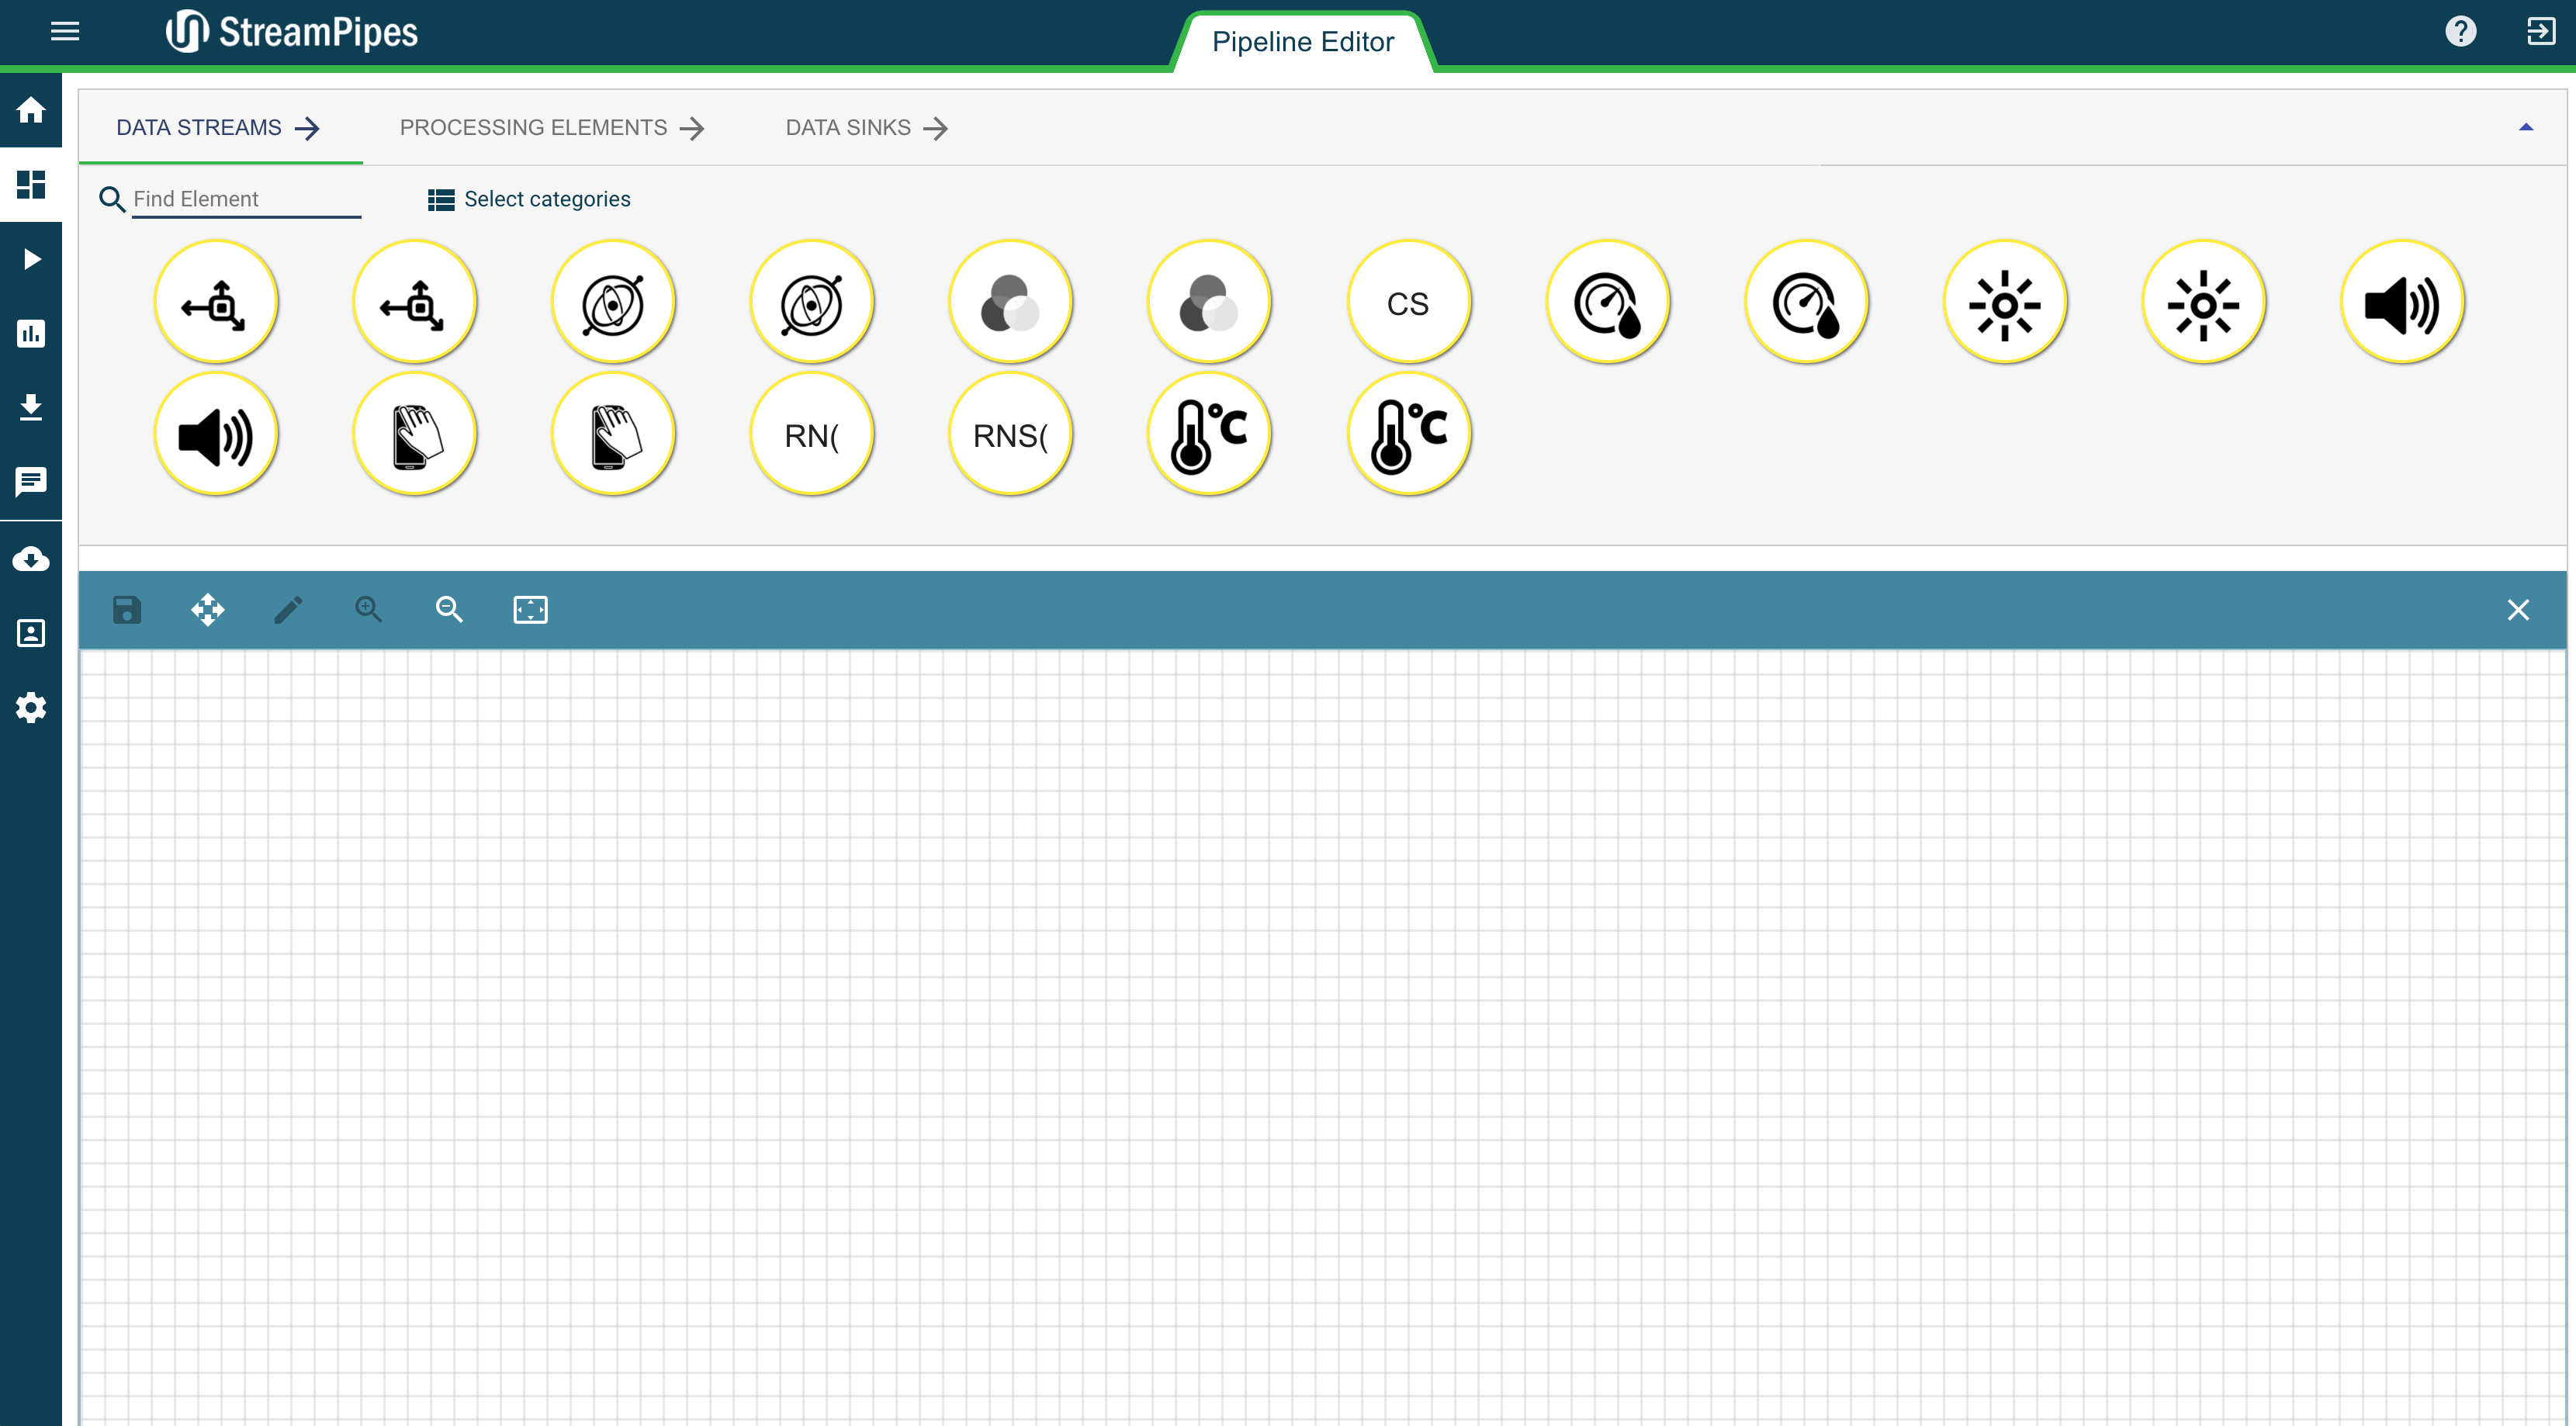 StreamPipes
Pipeline Editor
DATA STREAMS
PROCESSING ELEMENTS
DATA SINKS
Find Element
Select categories
CS
RN(
RNS(
°C
°C